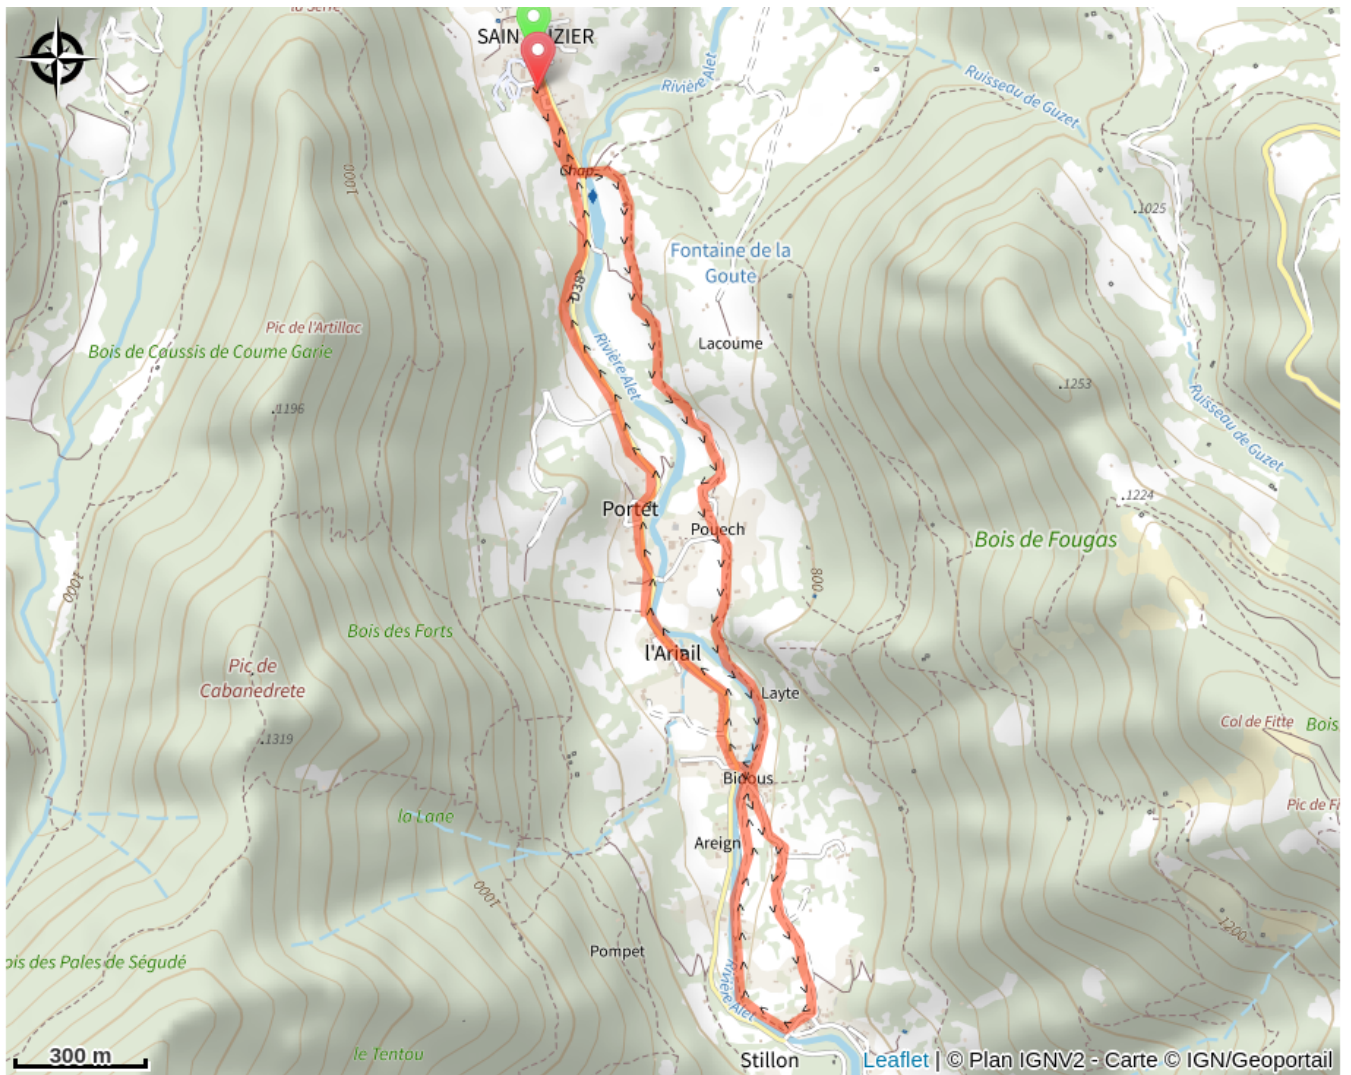 la Serre
SAIN IZIER
Rivière Alet
Ruisseau de Guzet
Chap.
1000
.1025
Fontaine de la
Goute
D38
Pic de l'Artillac
Bois de Caussis de Coume Garie
Rivière Alet
Lacoume
.1253
.1196
Ruisseau de Guzet
.1224
Portet
Pouech
Bois de Fougas
1000
800
Bois des Forts
l'Ariail
Pic de
Cabanedrete
Layte
Col de Fitte
Bois
.1319
Bidous
Pic de Fi
la Lane
Areign
1000
1200
Pompet
ois des Pales de Ségudé
Rivière Alet
le Tentou
300 m
Stillon
Leaflet | © Plan IGNV2 - Carte © IGN/Geoportail